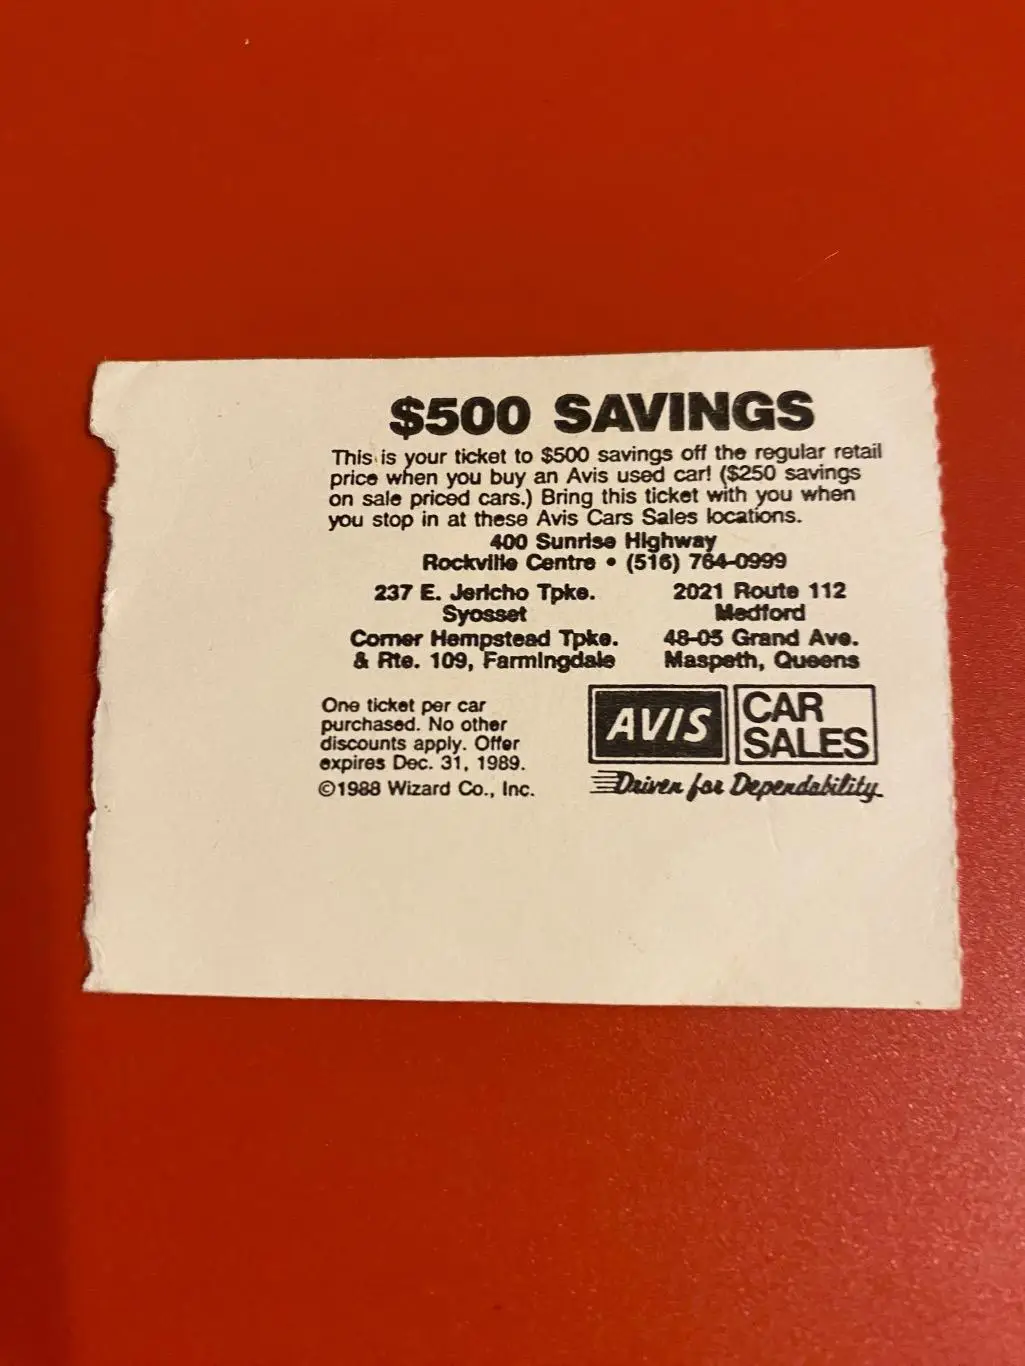 $500 SAVINGS
This is your ticket to $500 savings off the regular retail
price when you buy an Avis used car! ($250 savings
on sale priced cars.) Bring this ticket with you when
you stop in at these Avis Cars Sales locations.
400 Sunrise Highway
Rockville Centre • (516) 764-0999
237 E. Jericho Tpke.
Syosset
2021 Route 112
Medford
Corner Hempstead Tpke.
& Rte. 109, Farmingdale
48-05 Grand Ave.
Maspeth, Queens
One ticket per car
purchased. No other
discounts apply. Offer
expires Dec. 31, 1989.
©1988 Wizard Co., Inc.
AVIS
CAR
SALES
Driven for Dependability